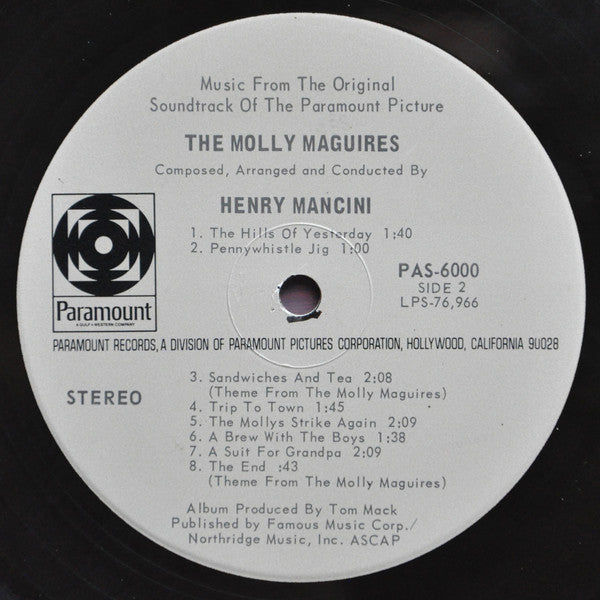 Music From The Original
Soundtrack Of The Paramount Picture
THE MOLLY MAGUIRES
Composed, Arranged and Conducted By
HENRY MANCINI
1. The Hills Of Yesterday 1:40
2. Pennywhistle Jig 1:00
PAS-6000
SIDE 2
LPS-76,966
Paramount
A GULF + WESTERN COMPANY
PARAMOUNT RECORDS, A DIVISION OF PARAMOUNT PICTURES CORPORATION, HOLLYWOOD, CALIFORNIA 90028
STEREO
3. Sandwiches And Tea 2:08
(Theme From The Molly Maguires)
4. Trip To Town 1:45
5. The Mollys Strike Again 2:09
6. A Brew With The Boys 1:38
7. A Suit For Grandpa 2:09
8. The End :43
(Theme From The Molly Maguires)
Album Produced By Tom Mack
Published by Famous Music Corp./
Northridge Music, Inc. ASCAP